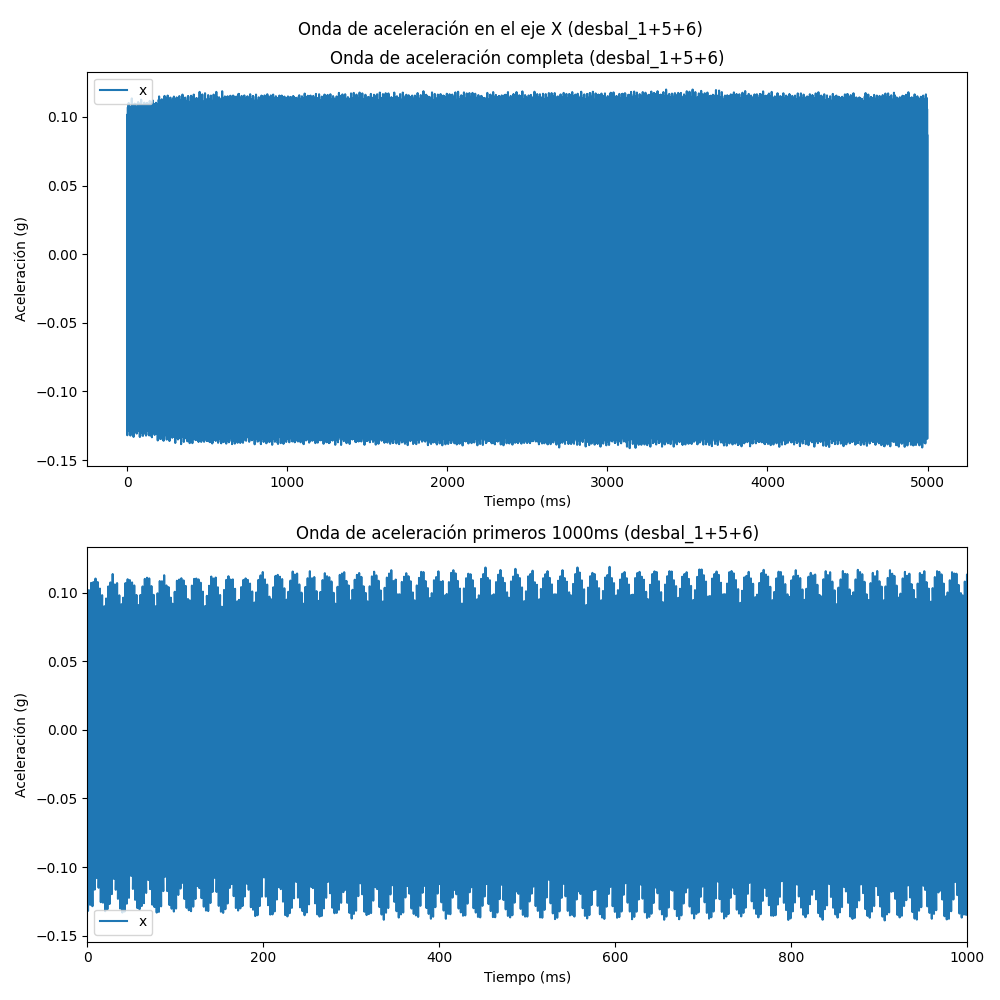 Onda de aceleración en el eje X (desbal_1+5+6)
Onda de aceleración completa (desbal_1+5+6)
x
0.10
0.05
0.00
−0.05
−0.10
−0.15
Aceleración (g)
0 1000 2000 3000 4000 5000
Tiempo (ms)
Onda de aceleración primeros 1000ms (desbal_1+5+6)
0.10
0.05
0.00
−0.05
−0.10
−0.15
Aceleración (g)
x
0 200 400 600 800 1000
Tiempo (ms)